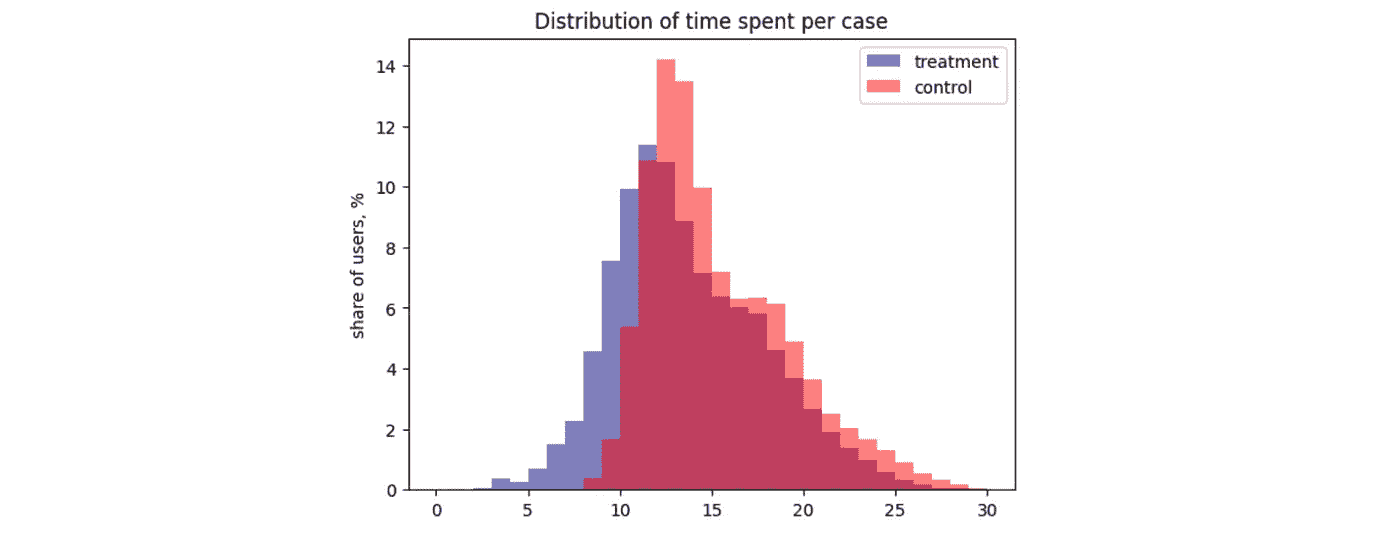 Distribution of time spent per case
treatment
control
share of users, %
14
12
10
8
6
4
2
0
0 5 10 15 20 25 30